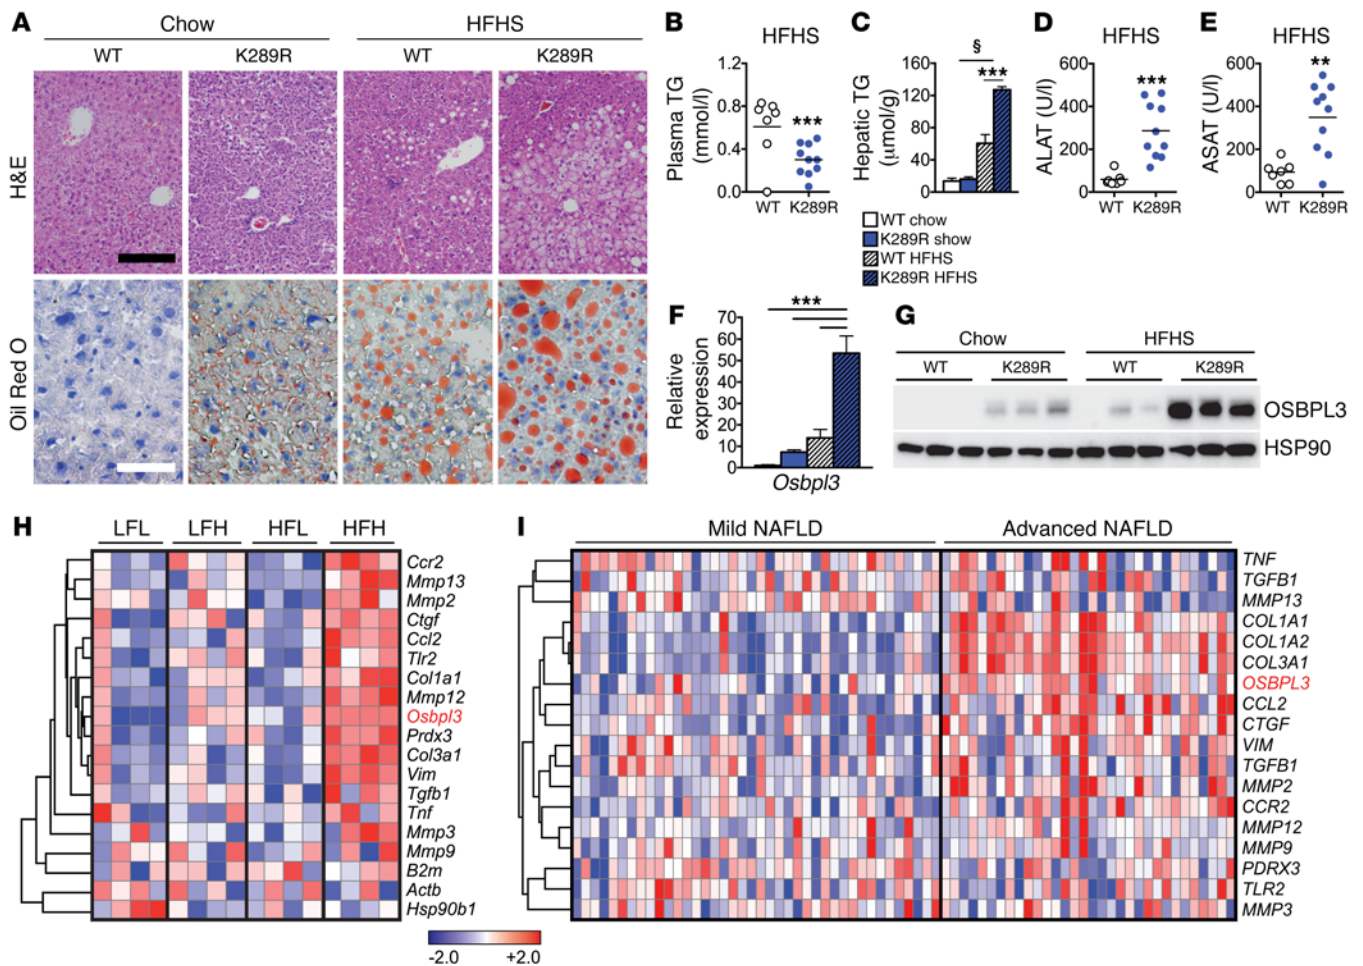 A
Chow
HFHS
WT
K289R
WT
K289R
H&E
Oil Red O
B
HFHS
Plasma TG
(mmol/l)
1.2
0.8
0.4
0.0
***
WT
K289R
C
Hepatic TG
(μmol/g)
160
120
80
40
0
§
***
WT chow
K289R show
WT HFHS
K289R HFHS
D
HFHS
ALAT (U/l)
600
400
200
0
***
WT
K289R
E
HFHS
ASAT (U/l)
600
400
200
0
**
WT
K289R
F
Relative
expression
70
60
50
40
30
20
10
0
***
Osbpl3
G
Chow
HFHS
WT
K289R
WT
K289R
OSBPL3
HSP90
H
LFL
LFH
HFL
HFH
Ccr2
Mmp13
Mmp2
Ctgf
Ccl2
Tlr2
Col1a1
Mmp12
Osbpl3
Prdx3
Col3a1
Vim
Tgfb1
Tnf
Mmp3
Mmp9
B2m
Actb
Hsp90b1
-2.0
+2.0
I
Mild NAFLD
Advanced NAFLD
TNF
TGFB1
MMP13
COL1A1
COL1A2
COL3A1
OSBPL3
CCL2
CTGF
VIM
TGFB1
MMP2
CCR2
MMP12
MMP9
PDRX3
TLR2
MMP3